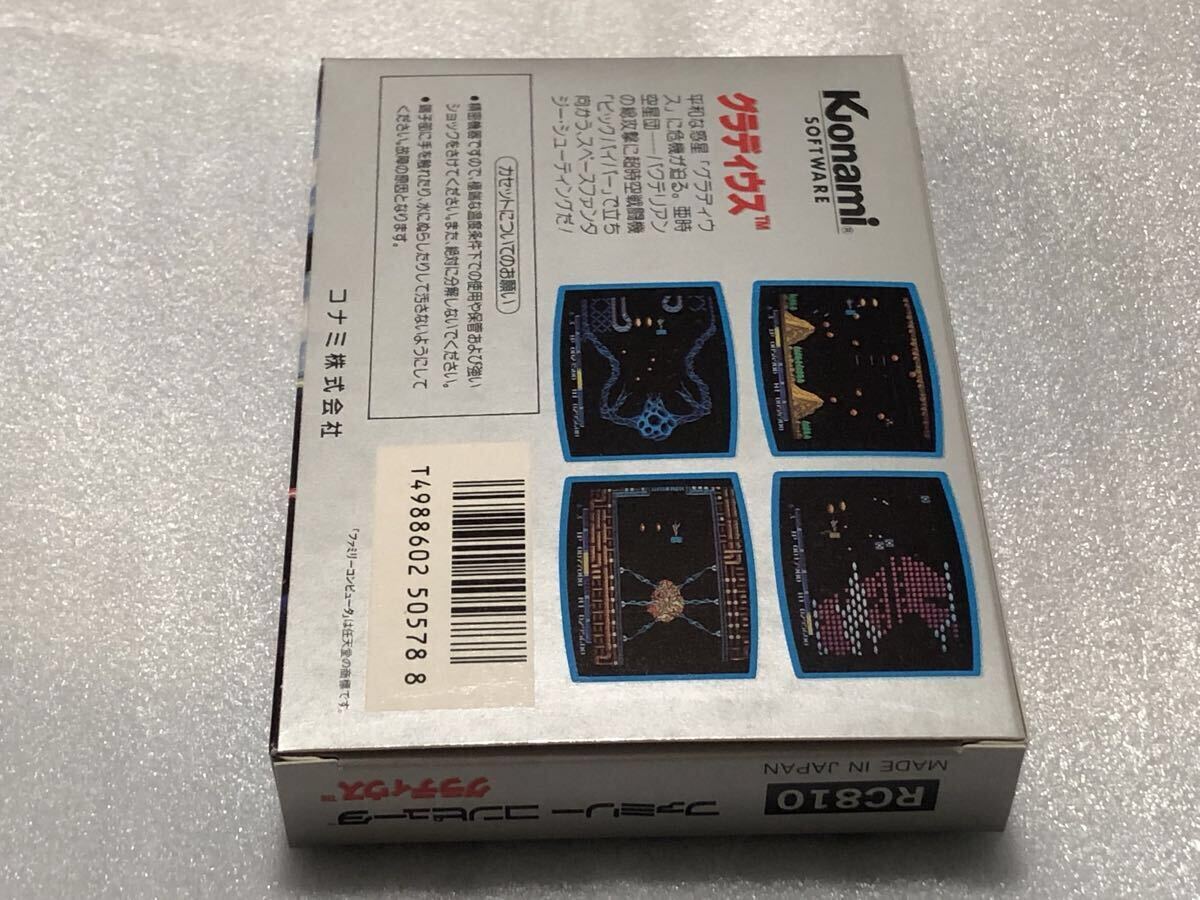 Konami®
SOFTWARE
グラディウス™
平和な惑星「グラディウ
ス」に危機が迫る。亜時
空星団──バクテリアン
の総攻撃に超時空戦闘機
「ビックバイパー」で立ち
向かう、スペースファンタ
ジー・シューティングだ!
カセットについてのお願い
●精密機器ですので、極端な温度条件下での使用や保管および強い
ショックをさけてください。また、絶対に分解しないでください。
●端子部に手を触れたり、水にぬらしたりして汚さないようにして
ください。故障の原因となります。
コナミ株式会社
T4988602 50578 8
「ファミリーコンピュータ」は任天堂の商標です。
RC810
MADE IN JAPAN
ファミリー コンピュータ™
グラディウス™